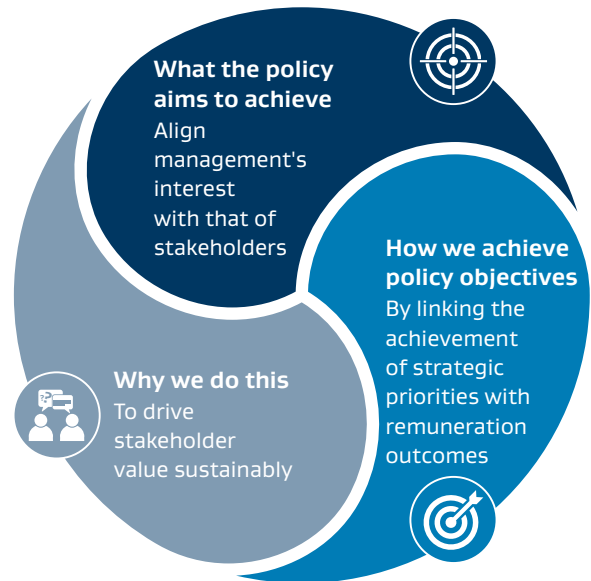 What the policy
aims to achieve
Align
management's
interest
with that of
stakeholders
How we achieve
policy objectives
By linking the
achievement
of strategic
priorities with
remuneration
outcomes
Why we do this
To drive
stakeholder
value sustainably
?